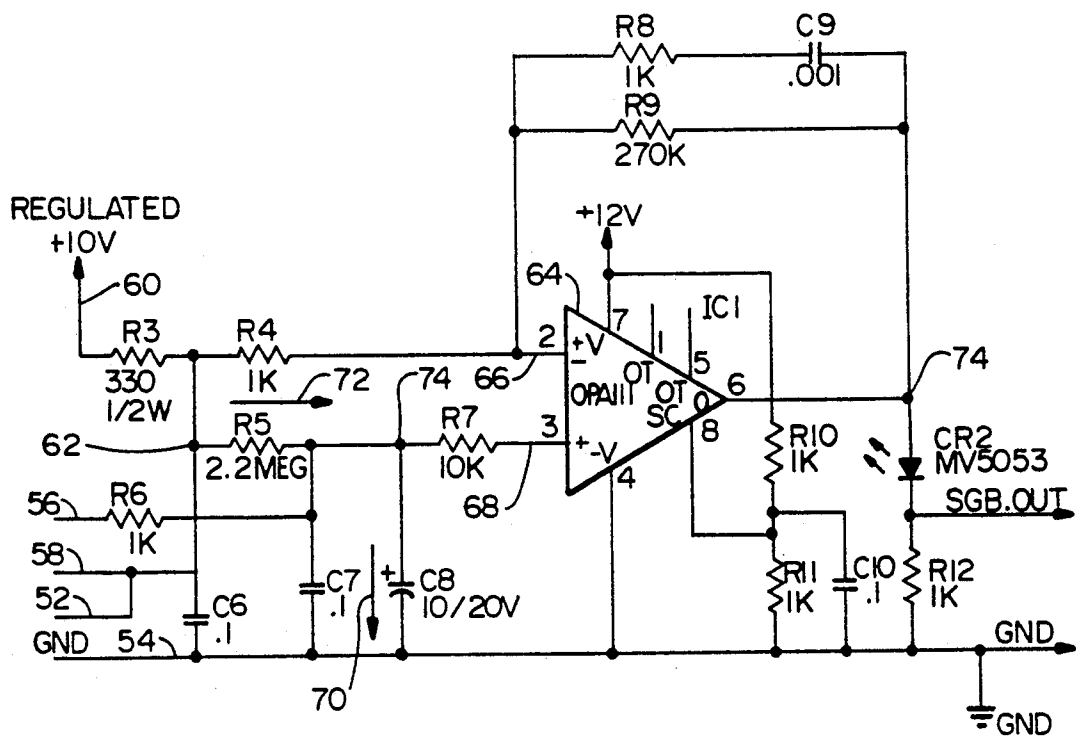 R8
1K
C9
.001
R9
270K
REGULATED
+10V
60
+12V
64
IC1
R3
330
1/2W
R4
1K
72
2
66
+V
-
7
1
5
OT
OPA111
OT
O
SC
6
8
74
62
R5
2.2MEG
74
R7
10K
3
68
+
-V
4
R10
1K
CR2
MV5053
SGB.OUT
56
R6
1K
58
52
GND
54
C6
.1
C7
.1
70
+
C8
10/20V
R11
1K
C10
.1
R12
1K
GND
GND